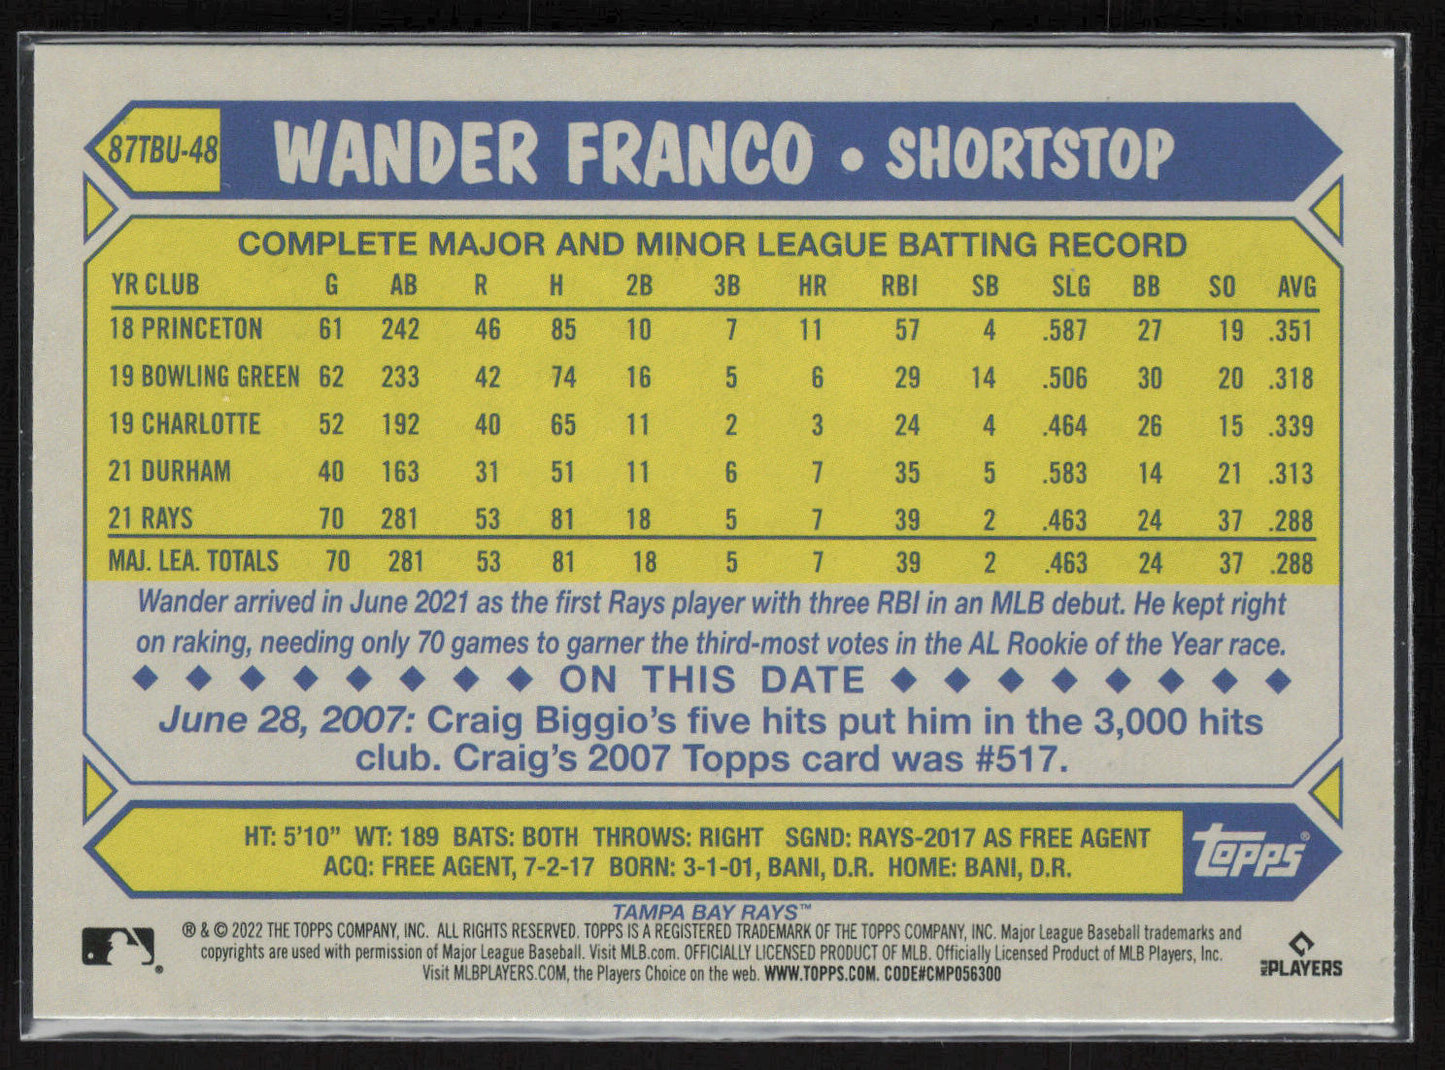 87TBU-48 WANDER FRANCO • SHORTSTOP
COMPLETE MAJOR AND MINOR LEAGUE BATTING RECORD
YR CLUB G AB R H 2B 3B HR RBI SB SLG BB SO AVG
18 PRINCETON 61 242 46 85 10 7 11 57 4 .587 27 19 .351
19 BOWLING GREEN 62 233 42 74 16 5 6 29 14 .506 30 20 .318
19 CHARLOTTE 52 192 40 65 11 2 3 24 4 .464 26 15 .339
21 DURHAM 40 163 31 51 11 6 7 35 5 .583 14 21 .313
21 RAYS 70 281 53 81 18 5 7 39 2 .463 24 37 .288
MAJ. LEA. TOTALS 70 281 53 81 18 5 7 39 2 .463 24 37 .288
Wander arrived in June 2021 as the first Rays player with three RBI in an MLB debut. He kept right
on raking, needing only 70 games to garner the third-most votes in the AL Rookie of the Year race.
◆ ◆ ◆ ◆ ◆ ◆ ◆ ◆ ON THIS DATE ◆ ◆ ◆ ◆ ◆ ◆ ◆ ◆
June 28, 2007: Craig Biggio's five hits put him in the 3,000 hits
club. Craig's 2007 Topps card was #517.
HT: 5'10" WT: 189 BATS: BOTH THROWS: RIGHT SGND: RAYS-2017 AS FREE AGENT
ACQ: FREE AGENT, 7-2-17 BORN: 3-1-01, BANI, D.R. HOME: BANI, D.R.
Topps®
TAMPA BAY RAYS™
® & © 2022 THE TOPPS COMPANY, INC. ALL RIGHTS RESERVED. TOPPS IS A REGISTERED TRADEMARK OF THE TOPPS COMPANY, INC. Major League Baseball trademarks and
copyrights are used with permission of Major League Baseball. Visit MLB.com. OFFICIALLY LICENSED PRODUCT OF MLB. Officially Licensed Product of MLB Players, Inc.
Visit MLBPLAYERS.COM, the Players Choice on the web. WWW.TOPPS.COM. CODE#CMP056300
MLB PLAYERS